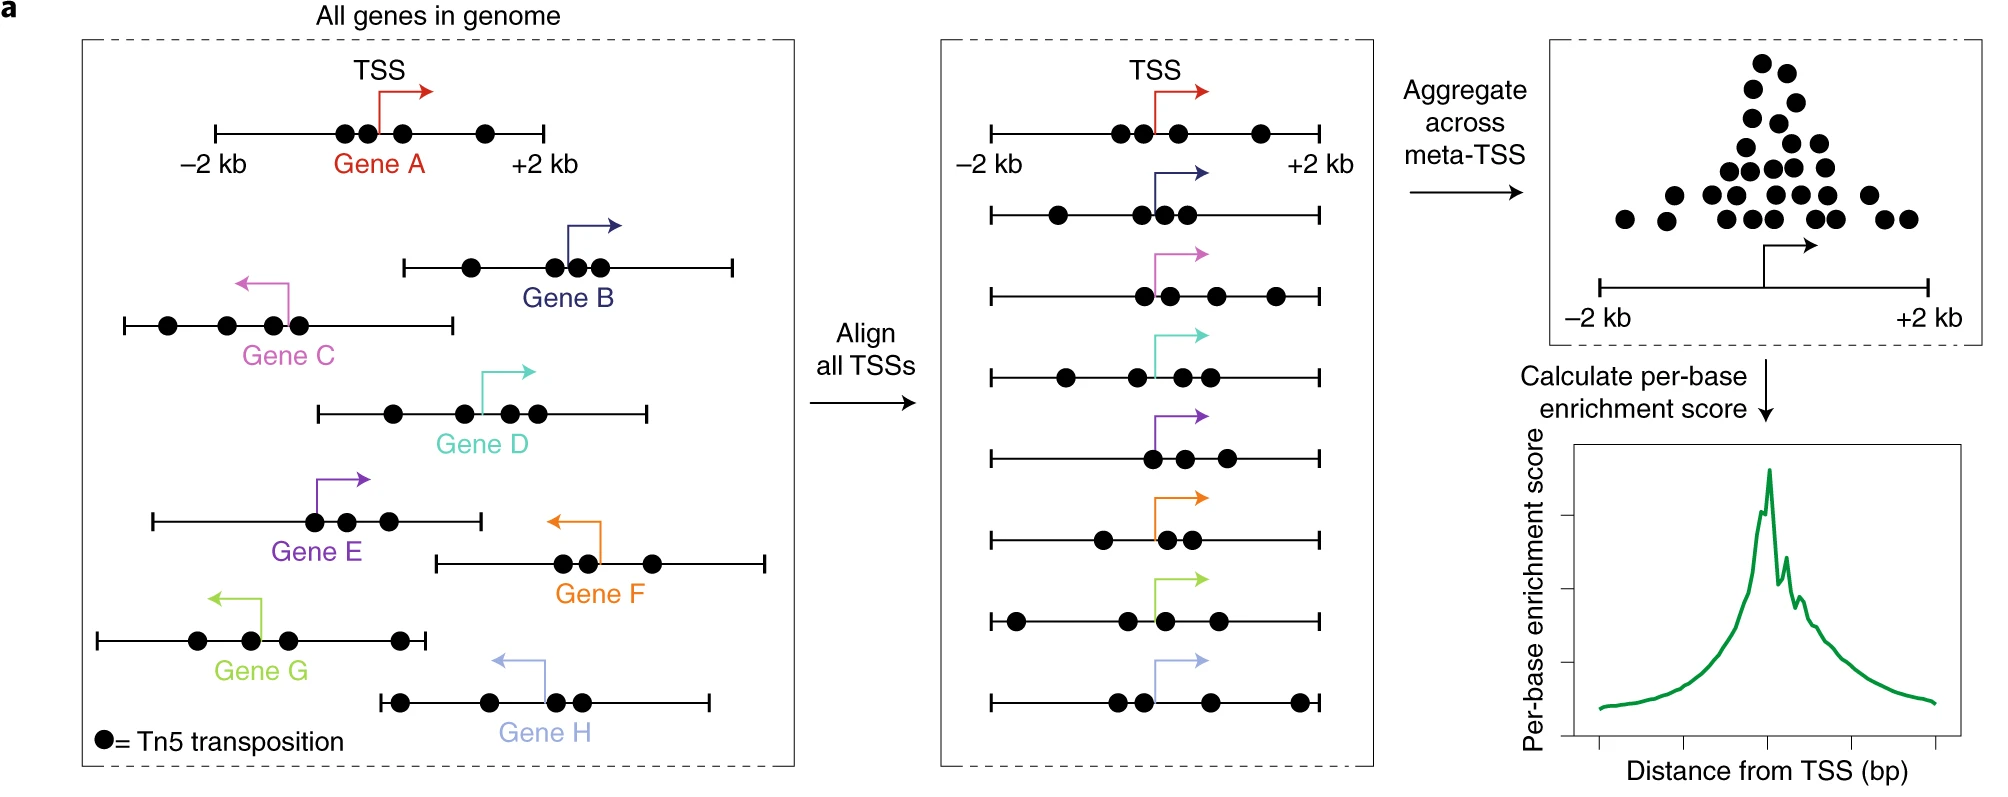 a
All genes in genome
TSS
–2 kb
Gene A
+2 kb
Gene B
Gene C
Gene D
Gene E
Gene F
Gene G
Gene H
= Tn5 transposition
Align
all TSSs
TSS
–2 kb
+2 kb
Aggregate
across
meta-TSS
–2 kb
+2 kb
Calculate per-base
enrichment score
Per-base enrichment score
Distance from TSS (bp)